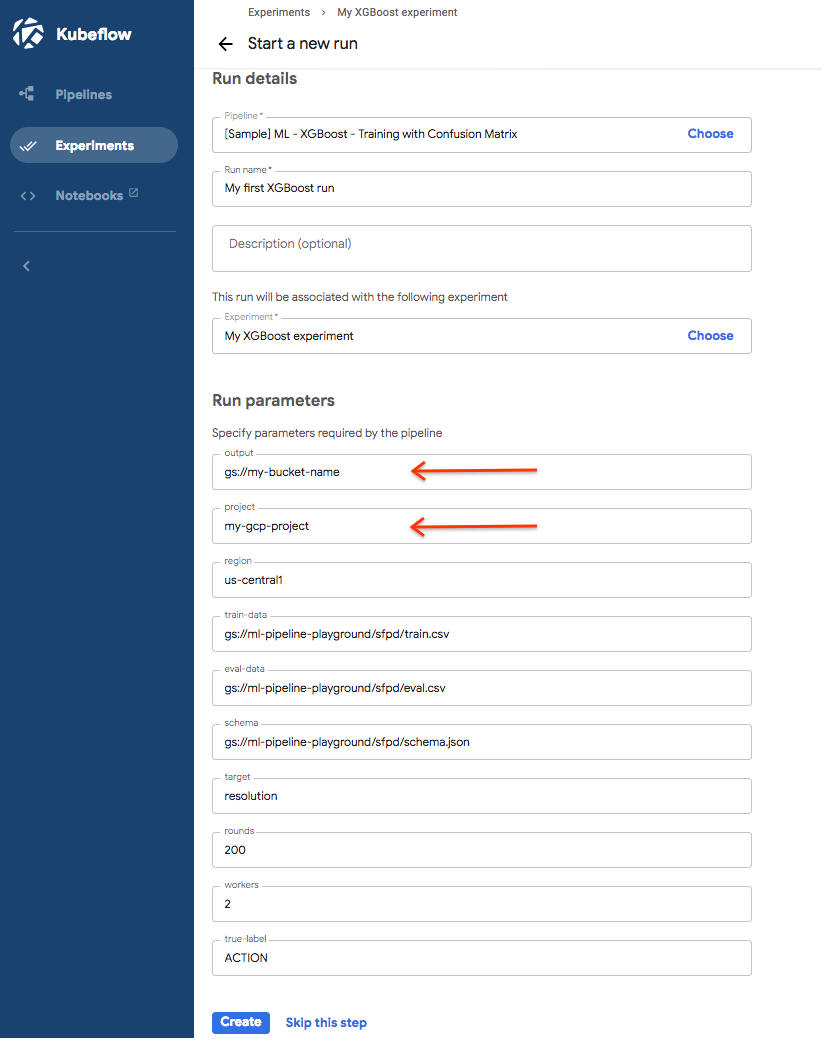 Kubeflow
Pipelines
Experiments
Notebooks
Experiments > My XGBoost experiment
Start a new run
Run details
Pipeline *
[Sample] ML - XGBoost - Training with Confusion Matrix
Choose
Run name *
My first XGBoost run
Description (optional)
This run will be associated with the following experiment
Experiment *
My XGBoost experiment
Choose
Run parameters
Specify parameters required by the pipeline
output
gs://my-bucket-name
project
my-gcp-project
region
us-central1
train-data
gs://ml-pipeline-playground/sfpd/train.csv
eval-data
gs://ml-pipeline-playground/sfpd/eval.csv
schema
gs://ml-pipeline-playground/sfpd/schema.json
target
resolution
rounds
200
workers
2
true-label
ACTION
Create
Skip this step